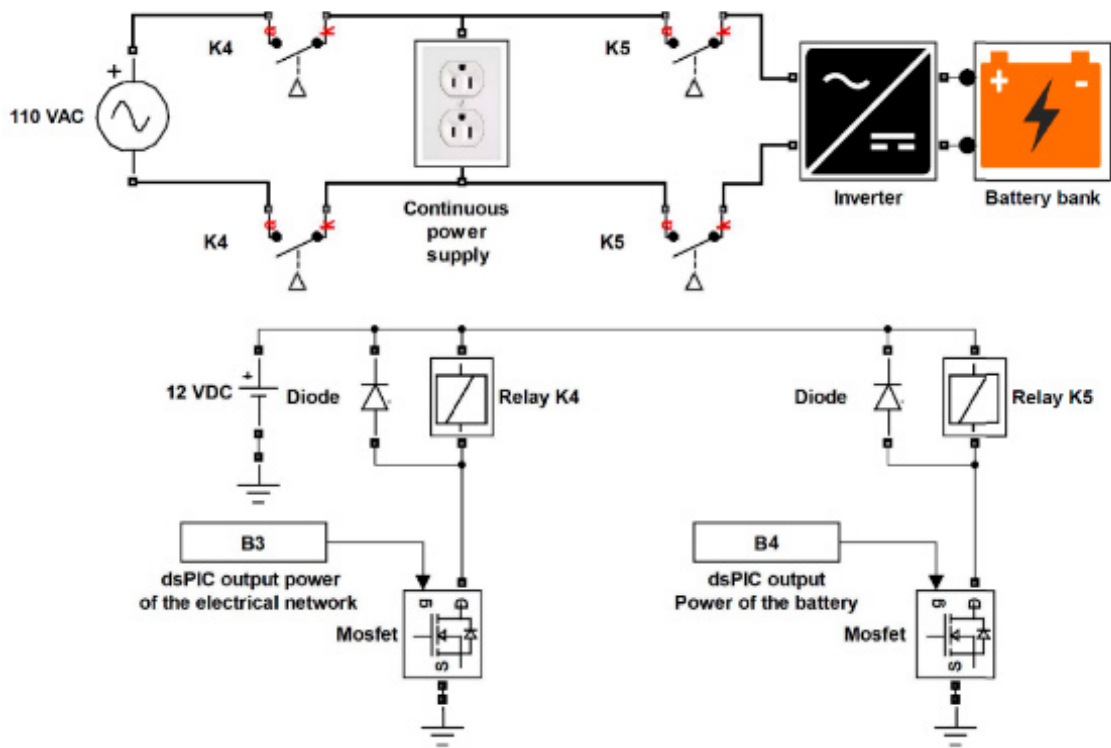 K4
K5
+
110 VAC
+
-
Continuous
power
supply
Inverter
Battery bank
K4
K5
+
12 VDC
Diode
Relay K4
Diode
Relay K5
B3
dsPIC output power
of the electrical network
B4
dsPIC output
Power of the battery
g
D
Mosfet
S
g
D
Mosfet
S